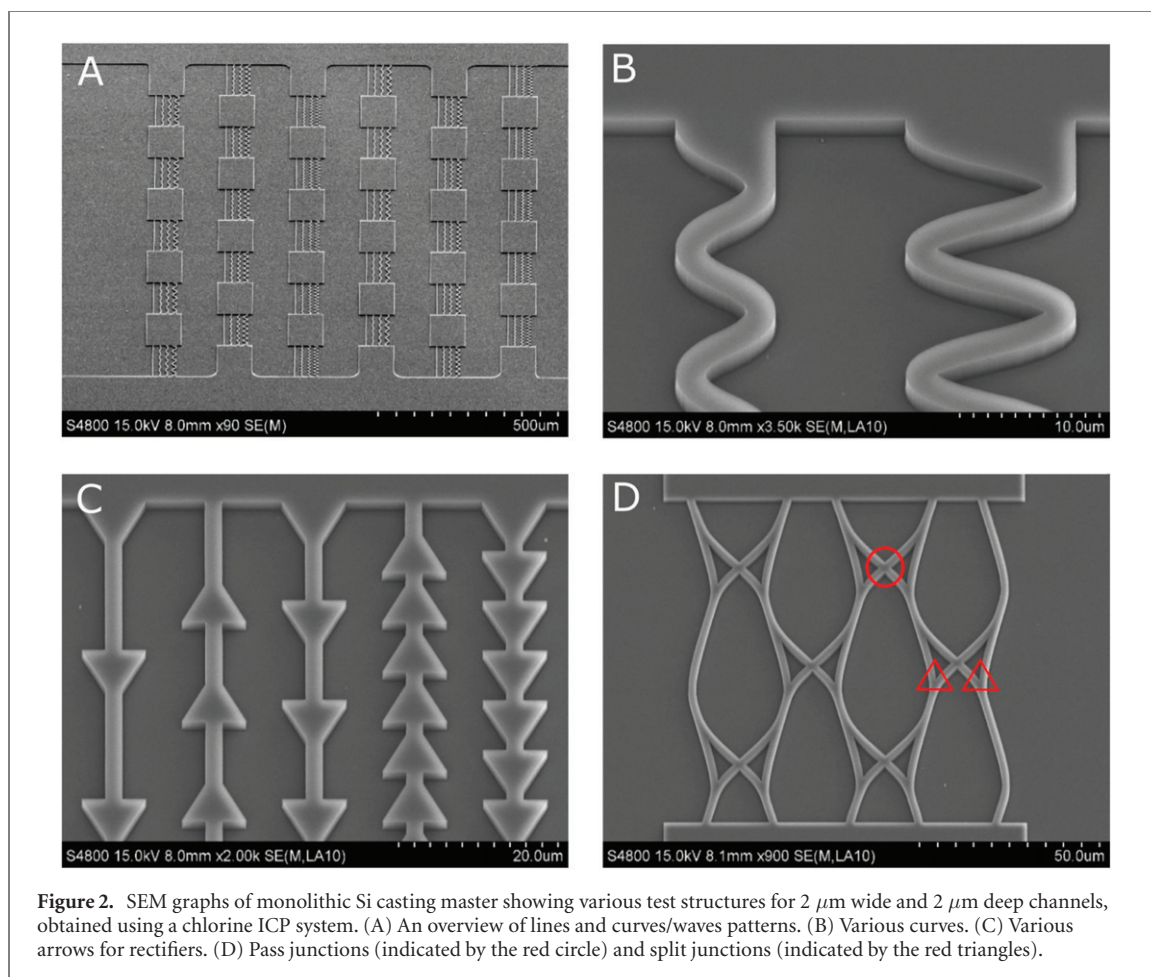 A
S4800 15.0kV 8.0mm x90 SE(M)
500um
B
S4800 15.0kV 8.0mm x3.50k SE(M,LA10)
10.0um
C
S4800 15.0kV 8.0mm x2.00k SE(M,LA10)
20.0um
D
S4800 15.0kV 8.1mm x900 SE(M,LA10)
50.0um
Figure 2. SEM graphs of monolithic Si casting master showing various test structures for 2 μm wide and 2 μm deep channels,
obtained using a chlorine ICP system. (A) An overview of lines and curves/waves patterns. (B) Various curves. (C) Various
arrows for rectifiers. (D) Pass junctions (indicated by the red circle) and split junctions (indicated by the red triangles).